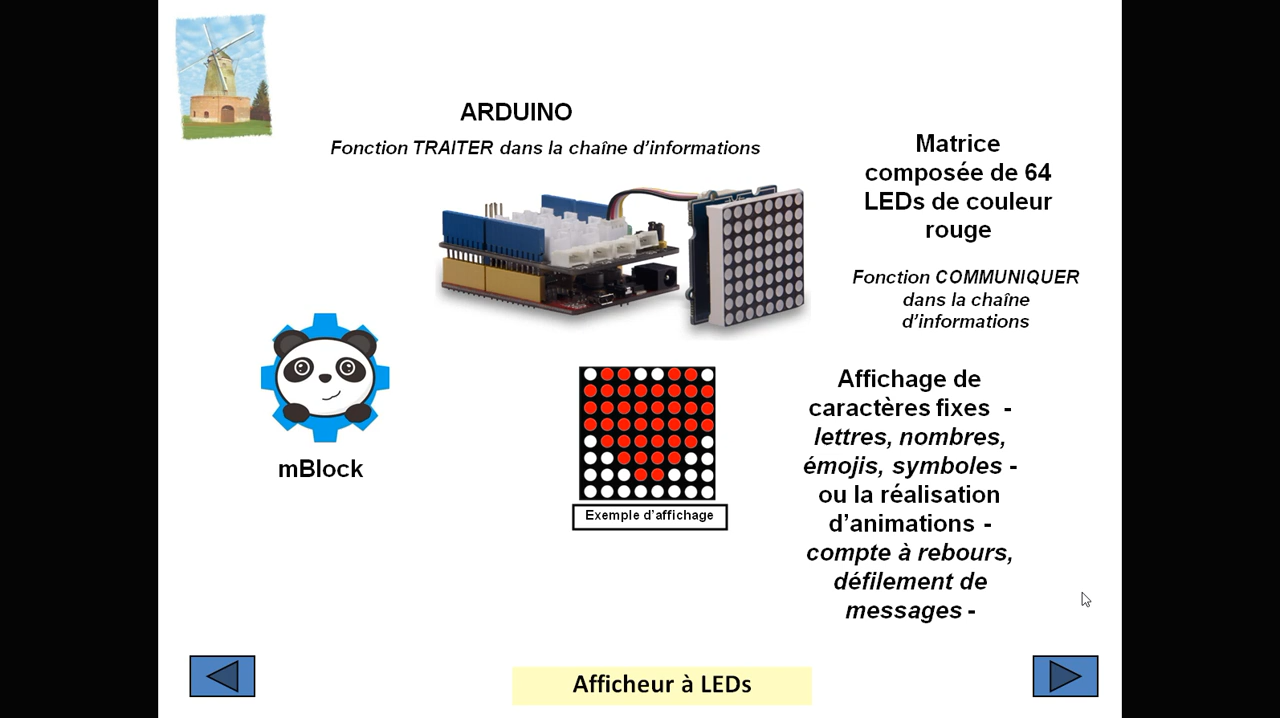 ARDUINO
Fonction TRAITER dans la chaîne d'informations
Matrice
composée de 64
LEDs de couleur
rouge
Fonction COMMUNIQUER
dans la chaîne
d'informations
mBlock
Exemple d'affichage
Affichage de
caractères fixes -
lettres, nombres,
émojis, symboles -
ou la réalisation
d'animations -
compte à rebours,
défilement de
messages -
Afficheur à LEDs